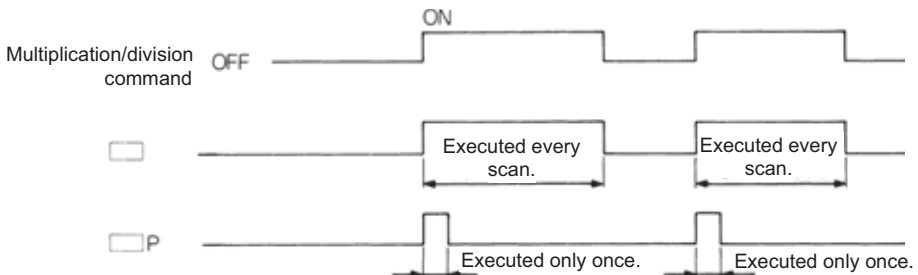 ON
Multiplication/division
command
OFF
Executed every
scan.
Executed every
scan.
P
Executed only once.
Executed only once.